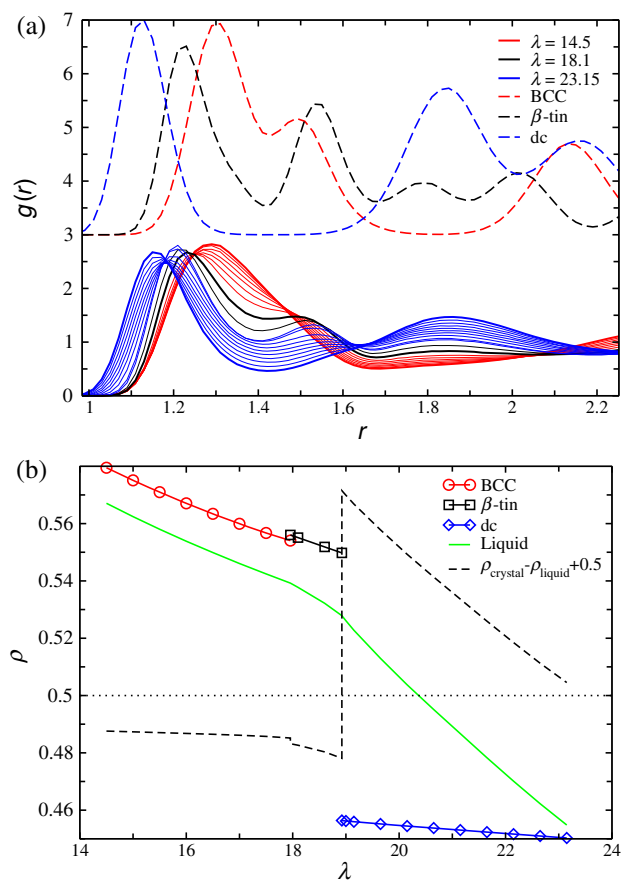 (a)
7
6
5
4
3
2
1
0
g(r)
λ = 14.5
λ = 18.1
λ = 23.15
BCC
β-tin
dc
1 1.2 1.4 1.6 1.8 2 2.2
r
(b)
0.56
0.54
0.52
0.5
0.48
0.46
ρ
BCC
β-tin
dc
Liquid
ρcrystal-ρliquid+0.5
14 16 18 20 22 24
λ